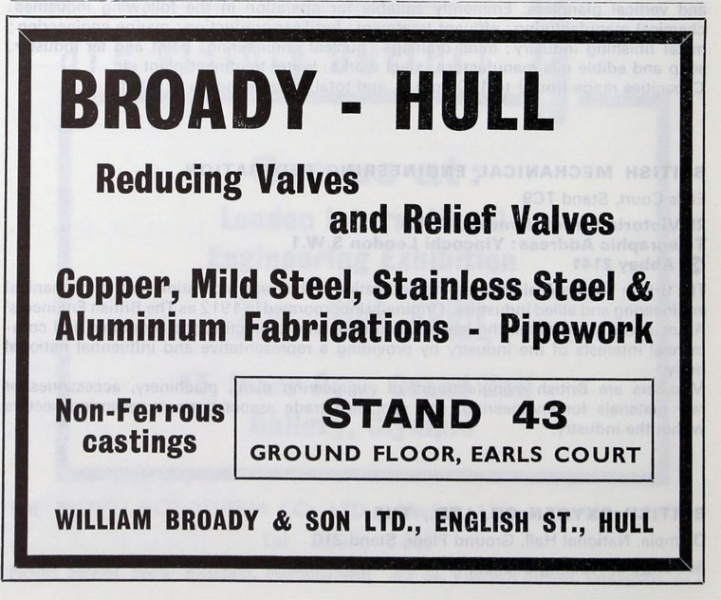 BROADY - HULL
Reducing Valves
and Relief Valves
Copper, Mild Steel, Stainless Steel &
Aluminium Fabrications - Pipework
Non-Ferrous
castings
STAND 43
GROUND FLOOR, EARLS COURT
WILLIAM BROADY & SON LTD., ENGLISH ST., HULL